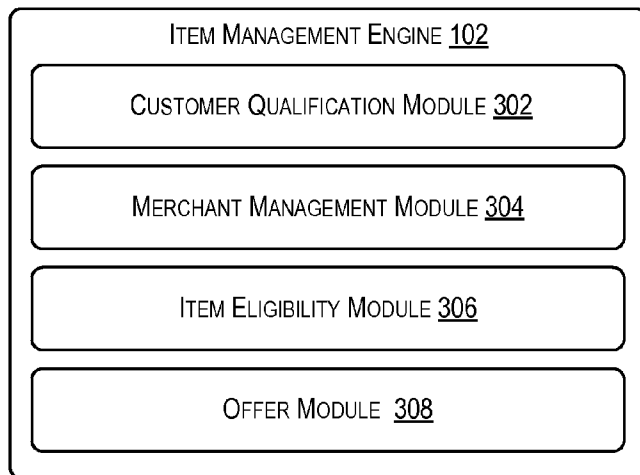 ITEM MANAGEMENT ENGINE 102
CUSTOMER QUALIFICATION MODULE 302
MERCHANT MANAGEMENT MODULE 304
ITEM ELIGIBILITY MODULE 306
OFFER MODULE 308